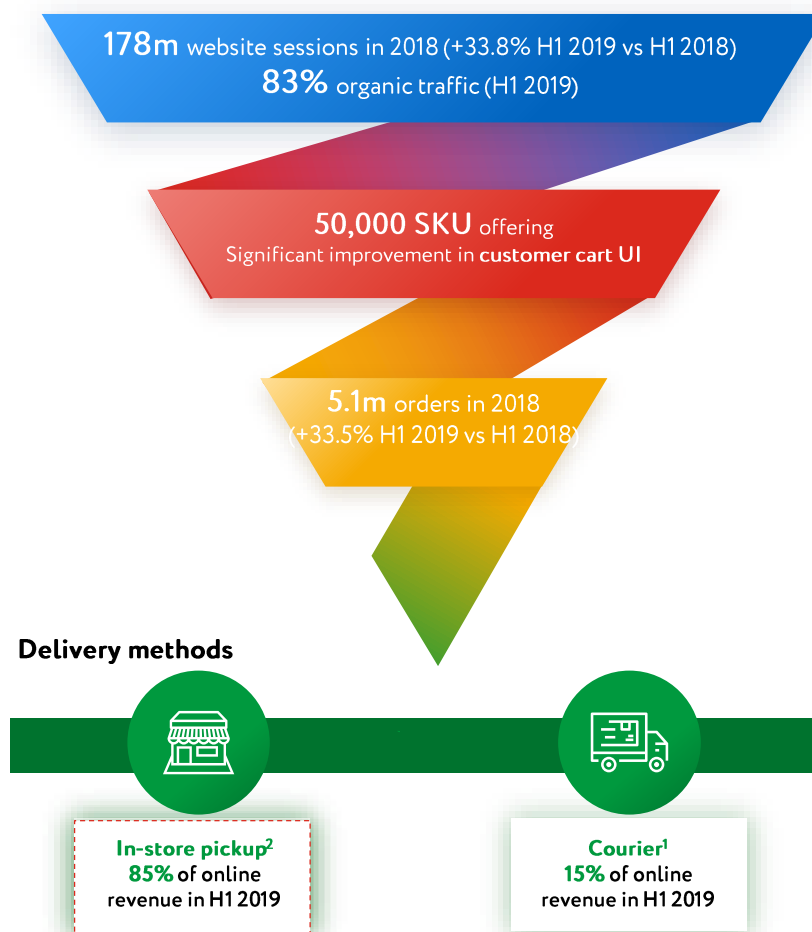 178m website sessions in 2018 (+33.8% H1 2019 vs H1 2018)
83% organic traffic (H1 2019)
50,000 SKU offering
Significant improvement in customer cart UI
5.1m orders in 2018
(+33.5% H1 2019 vs H1 2018)
Delivery methods
In-store pickup²
85% of online
revenue in H1 2019
Courier¹
15% of online
revenue in H1 2019